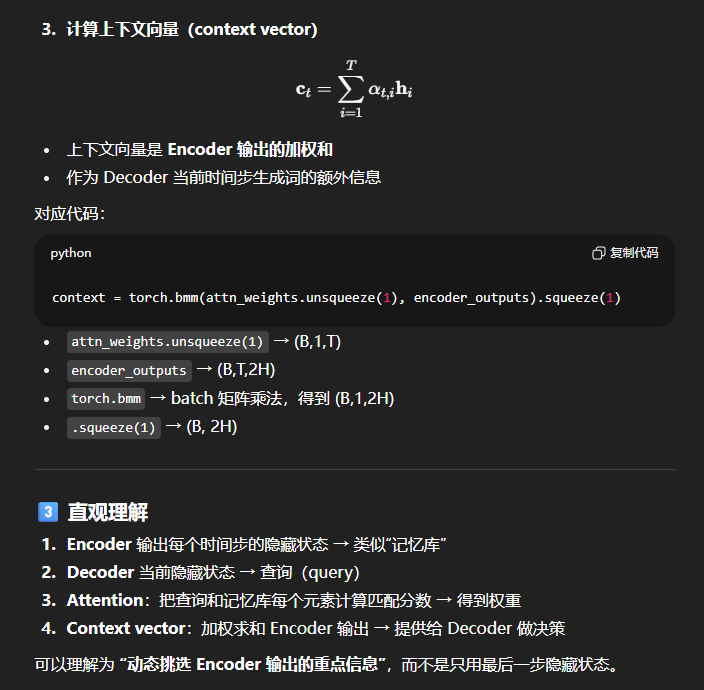 3. 计算上下文向量（context vector）
c_t = \sum_{i=1}^{T} α_{t,i} h_i
• 上下文向量是 Encoder 输出的加权和
• 作为 Decoder 当前时间步生成词的额外信息
对应代码：
python 复制代码
context = torch.bmm(attn_weights.unsqueeze(1), encoder_outputs).squeeze(1)
• attn_weights.unsqueeze(1) → (B,1,T)
• encoder_outputs → (B,T,2H)
• torch.bmm → batch 矩阵乘法，得到 (B,1,2H)
• .squeeze(1) → (B, 2H)
3 直观理解
1. Encoder 输出每个时间步的隐藏状态 → 类似“记忆库”
2. Decoder 当前隐藏状态 → 查询（query）
3. Attention：把查询和记忆库每个元素计算匹配分数 → 得到权重
4. Context vector：加权求和 Encoder 输出 → 提供给 Decoder 做决策
可以理解为 “动态挑选 Encoder 输出的重点信息”，而不是只用最后一步隐藏状态。